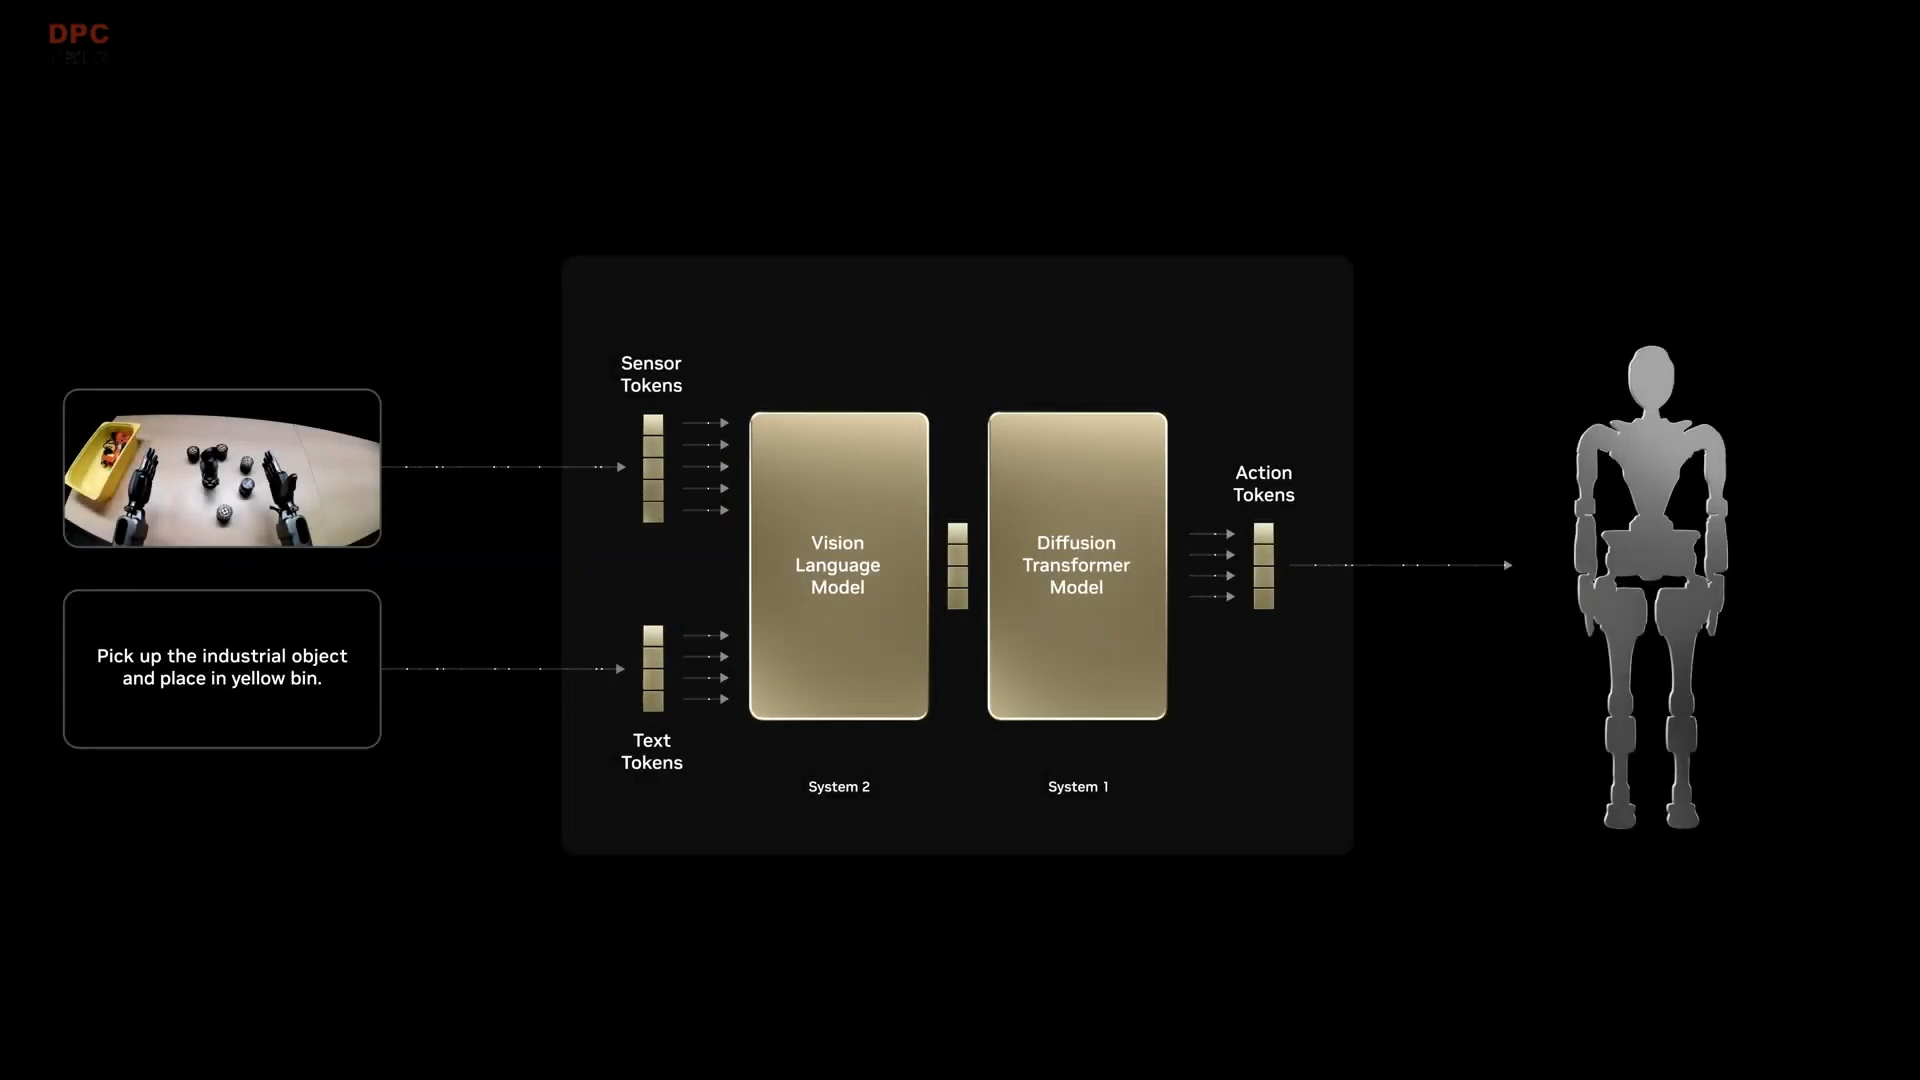 DPC
Sensor
Tokens
Pick up the industrial object
and place in yellow bin.
Text
Tokens
Vision
Language
Model
System 2
Diffusion
Transformer
Model
System 1
Action
Tokens